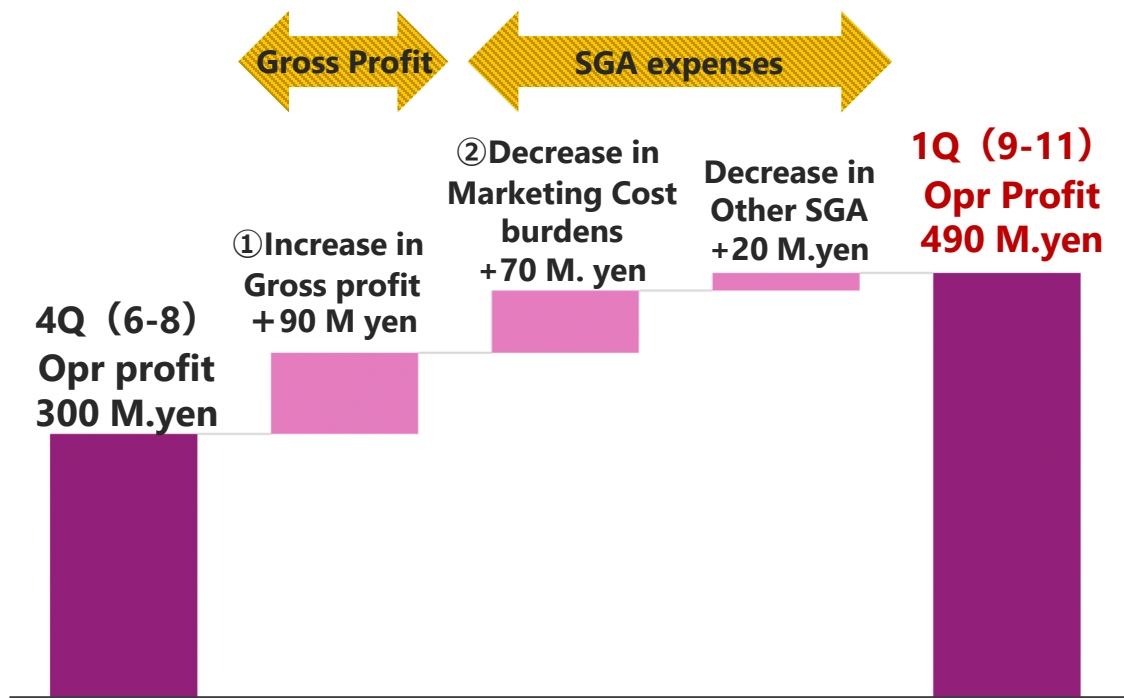 Gross Profit
SGA expenses
4Q（6-8）
Opr profit
300 M.yen
①Increase in
Gross profit
＋90 M yen
②Decrease in
Marketing Cost
burdens
+70 M. yen
Decrease in
Other SGA
+20 M.yen
1Q（9-11）
Opr Profit
490 M.yen